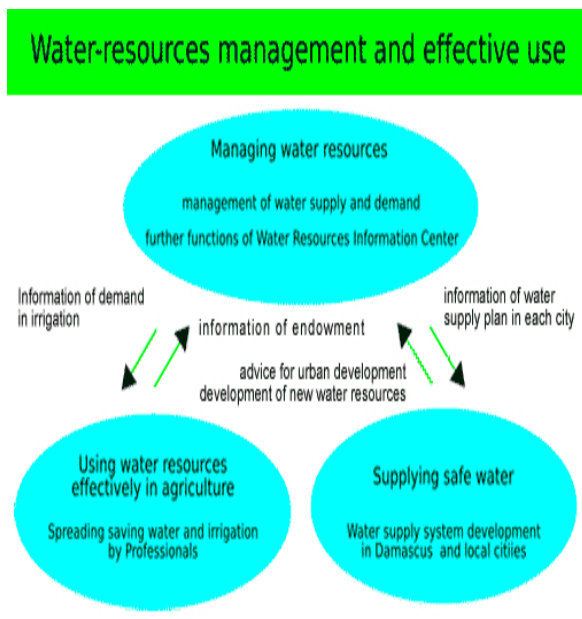 Water-resources management and effective use
Managing water resources
management of water supply and demand
further functions of Water Resources Information Center
Information of demand
in irrigation
information of endowment
information of water
supply plan in each city
advice for urban development
development of new water resources
Using water resources
effectively in agriculture
Spreading saving water and irrigation
by Professionals
Supplying safe water
Water supply system development
in Damascus and local citiies